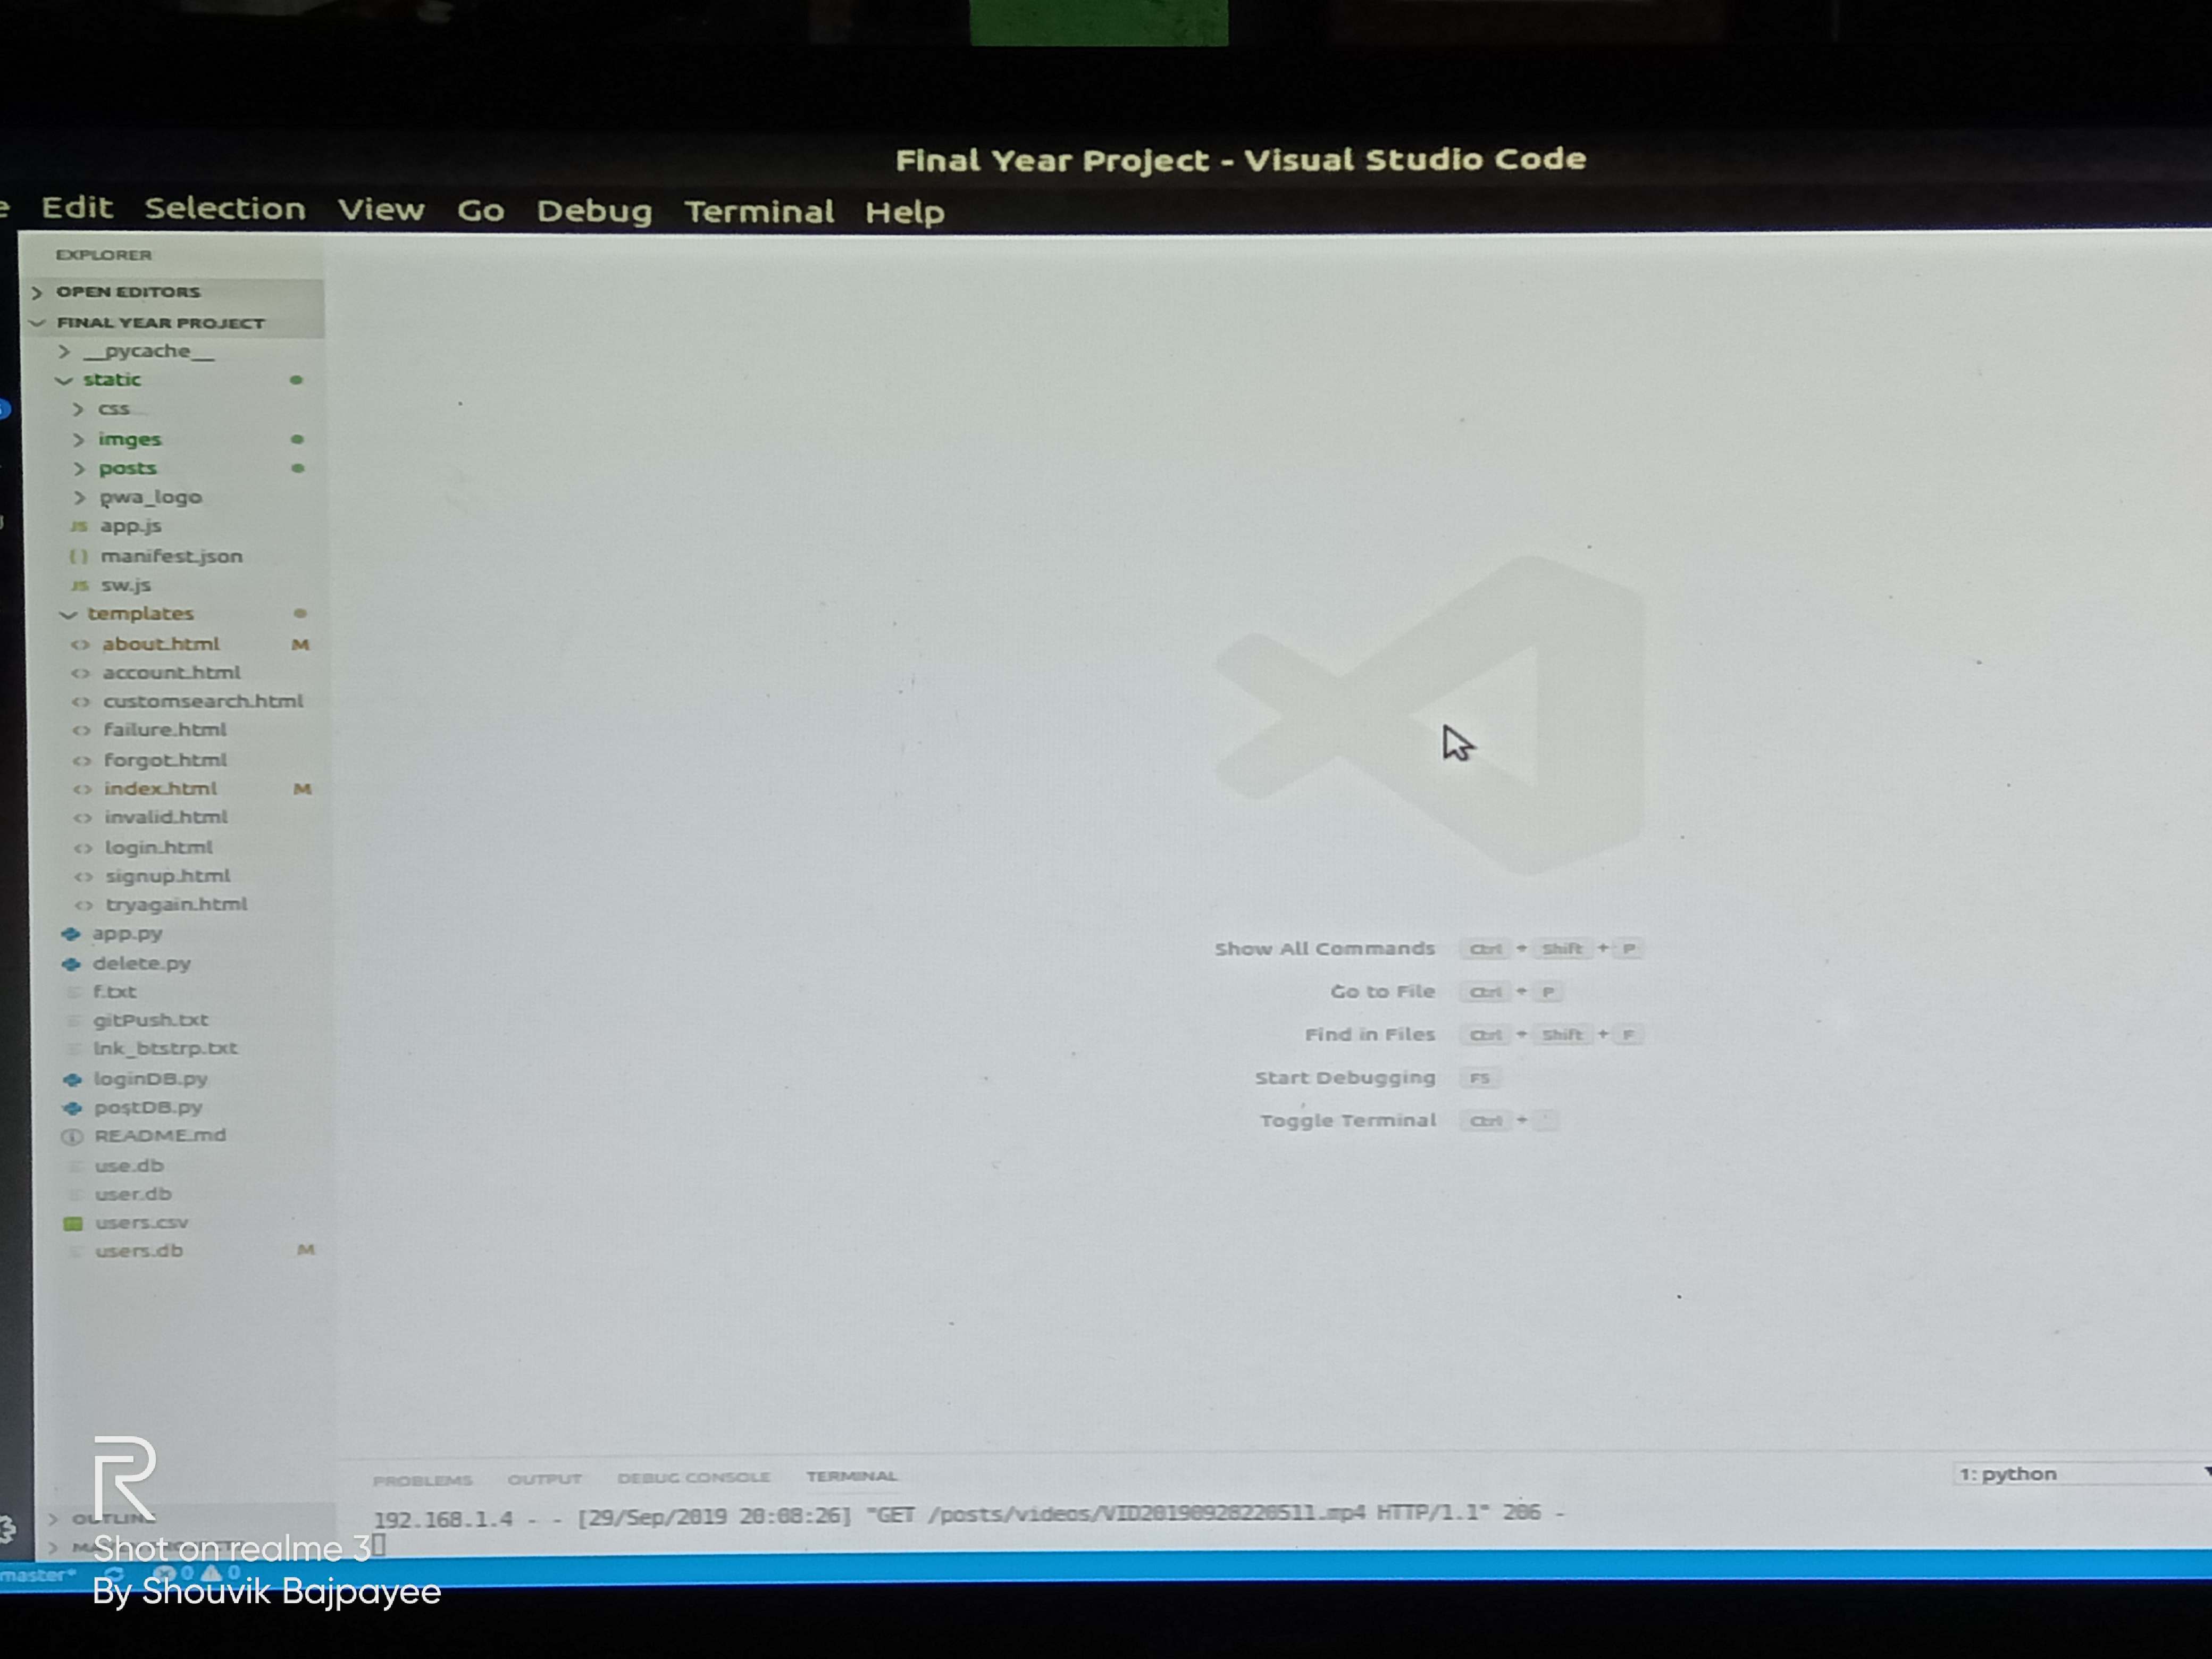 Final Year Project - Visual Studio Code
Edit Selection View Go Debug Terminal Help
EXPLORER
OPEN EDITORS
FINAL YEAR PROJECT
__pycache__
static
css
imges
posts
pwa_logo
JS app.js
{} manifest.json
JS sw.js
templates
<> about.html M
<> account.html
<> customsearch.html
<> failure.html
<> forgot.html
<> index.html M
<> invalid.html
<> login.html
<> signup.html
<> tryagain.html
app.py
delete.py
f.txt
gitPush.txt
lnk_btstrp.txt
loginDB.py
postDB.py
README.md
use.db
user.db
users.csv
users.db M
Show All Commands Ctrl + Shift + P
Go to File Ctrl + P
Find in Files Ctrl + Shift + F
Start Debugging F5
Toggle Terminal Ctrl + `
PROBLEMS OUTPUT DEBUG CONSOLE TERMINAL
1: python
192.168.1.4 - - [29/Sep/2019 20:08:26] "GET /posts/videos/VID20190928220511.mp4 HTTP/1.1" 206 -
OUTLINE
master* 0 0
R
Shot on realme 3
By Shouvik Bajpayee